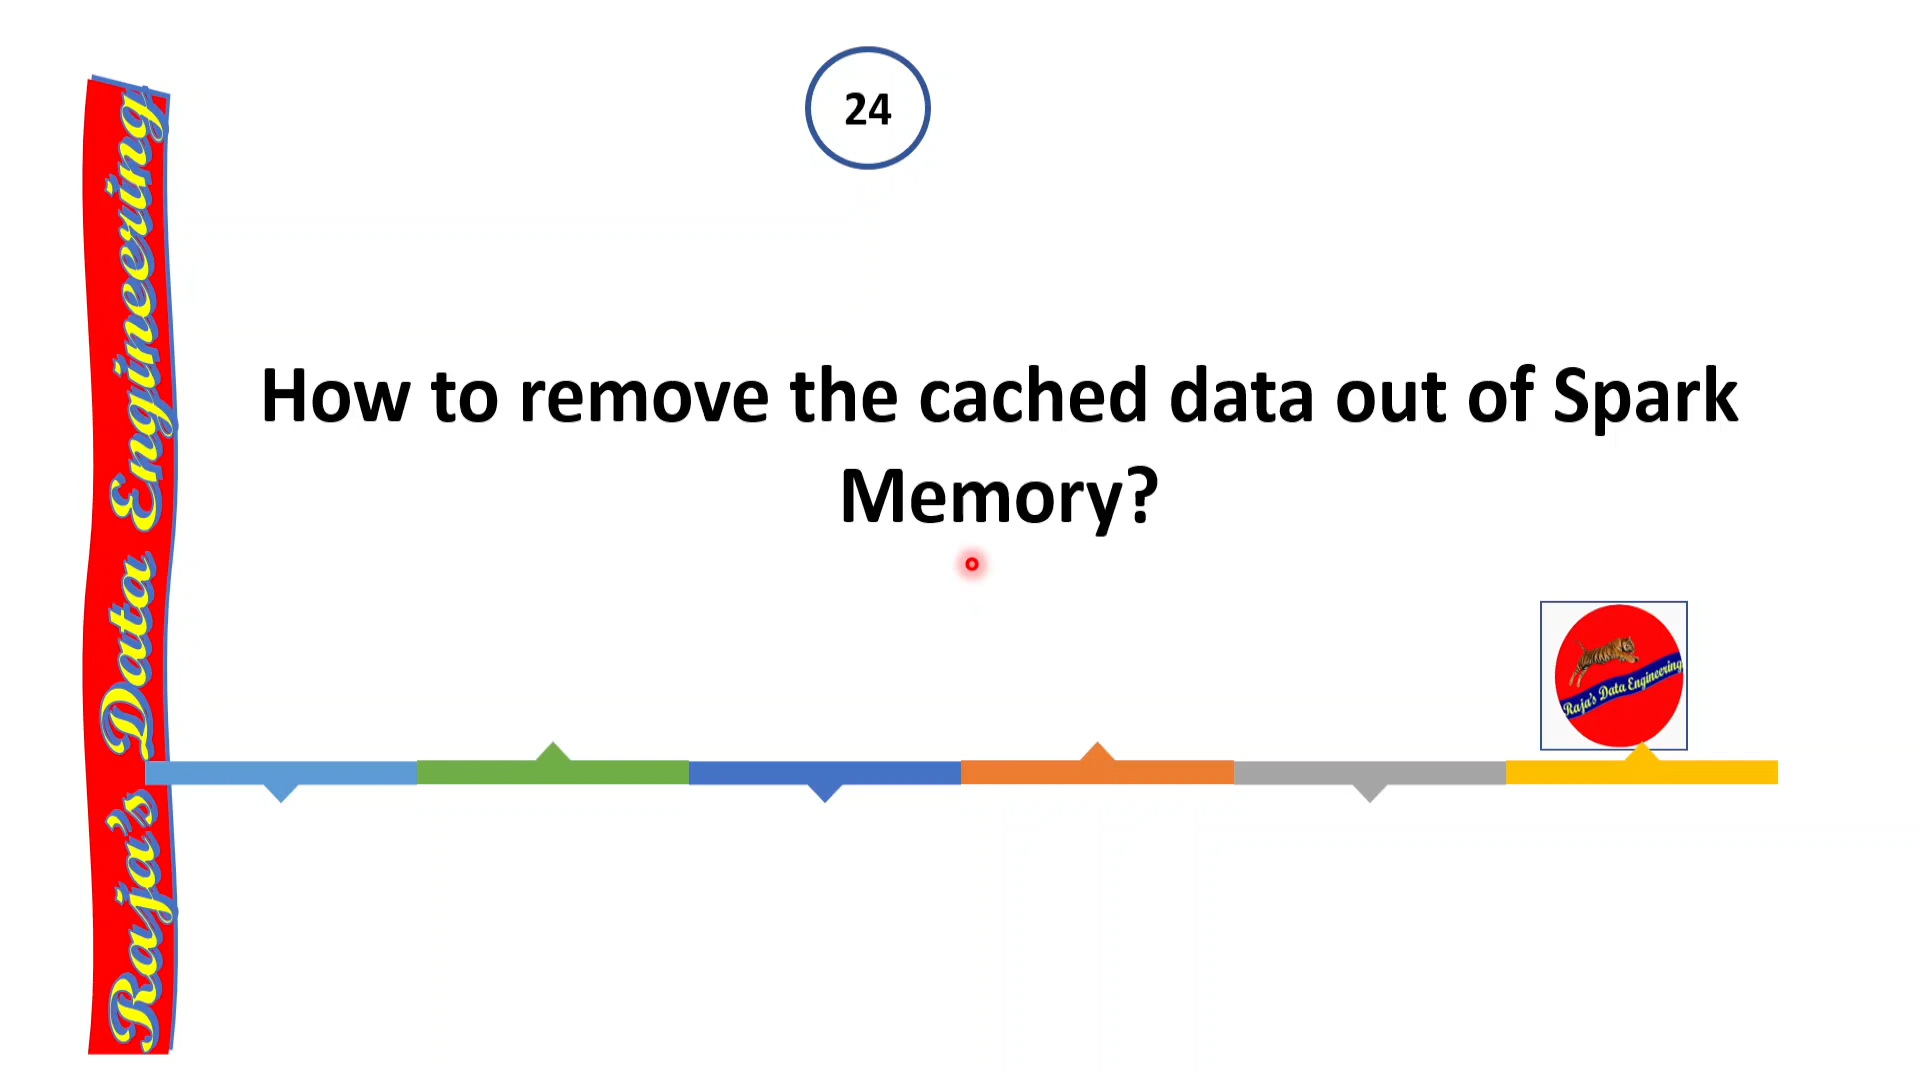 24
Raja's Data Engineering
How to remove the cached data out of Spark
Memory?
Raja's Data Engineering